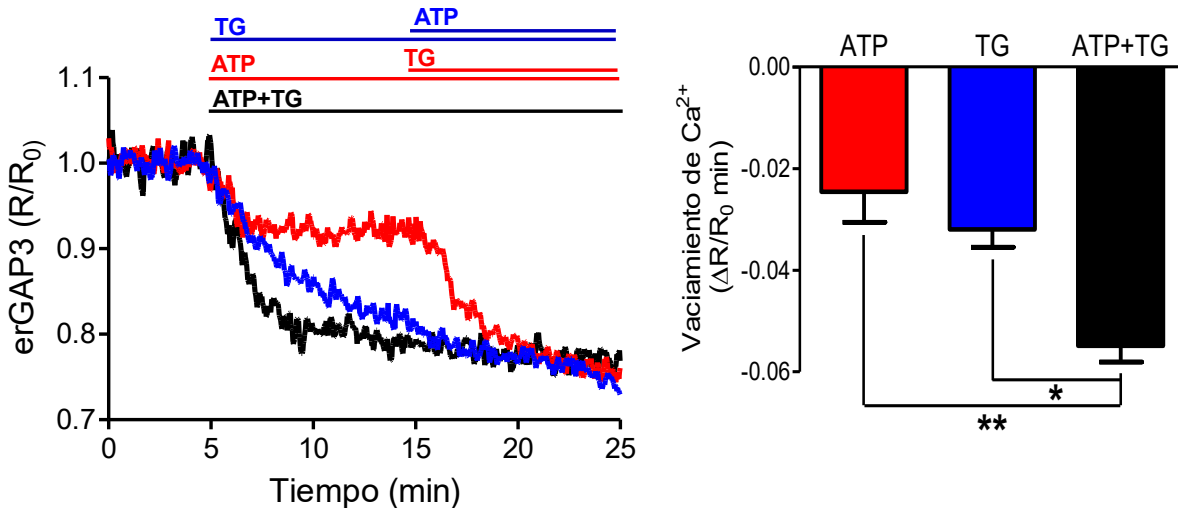 TG
ATP
ATP
TG
ATP+TG
1.1
1.0
0.9
0.8
0.7
erGAP3 (R/R0)
0
5
10
15
20
25
Tiempo (min)
ATP
TG
ATP+TG
0.00
-0.02
-0.04
-0.06
Vaciamiento de Ca2+
(ΔR/R0 min)
*
**